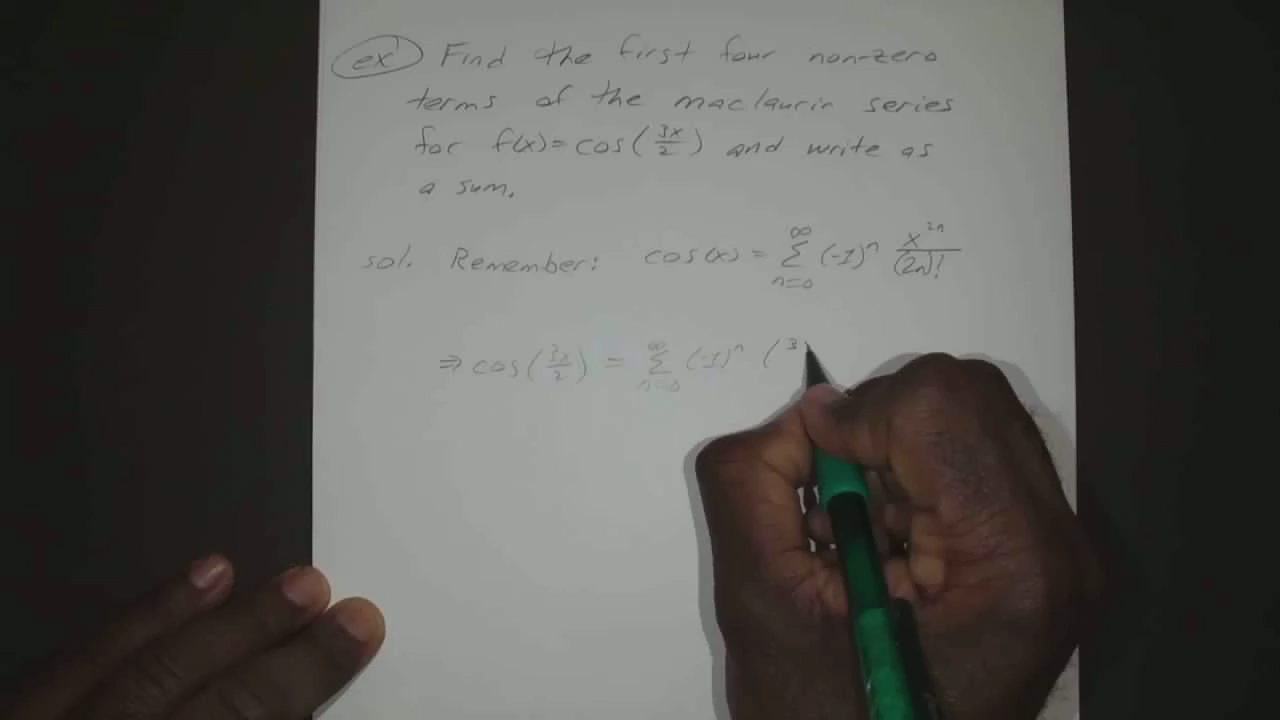 ex Find the first four non-zero
terms of the maclaurin series
for f(x) = cos(3x/2) and write as
a sum.
sol. Remember: cos(x) = ∑_{n=0}^{∞} (-1)^n x^{2n}/(2n)!
⇒ cos(3x/2) = ∑_{n=0}^{∞} (-1)^n (3